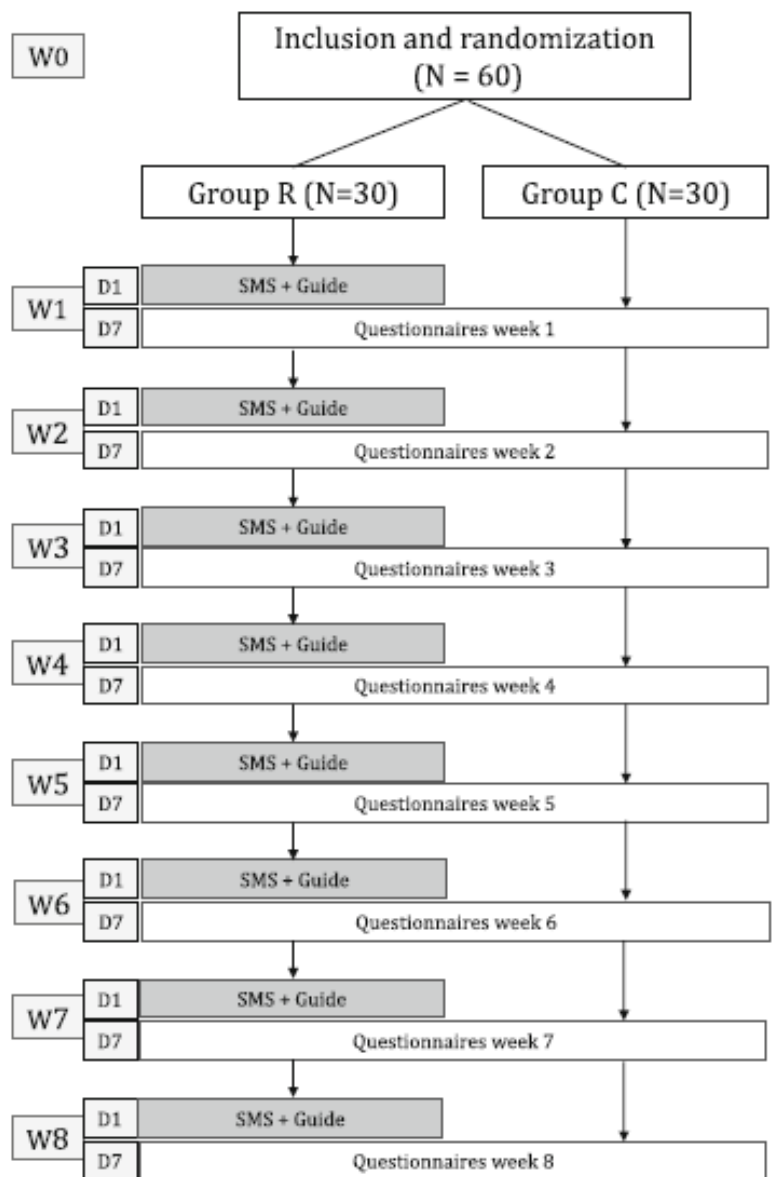 W0
Inclusion and randomization
(N = 60)
Group R (N=30)
Group C (N=30)
W1
D1
SMS + Guide
D7
Questionnaires week 1
W2
D1
SMS + Guide
D7
Questionnaires week 2
W3
D1
SMS + Guide
D7
Questionnaires week 3
W4
D1
SMS + Guide
D7
Questionnaires week 4
W5
D1
SMS + Guide
D7
Questionnaires week 5
W6
D1
SMS + Guide
D7
Questionnaires week 6
W7
D1
SMS + Guide
D7
Questionnaires week 7
W8
D1
SMS + Guide
D7
Questionnaires week 8